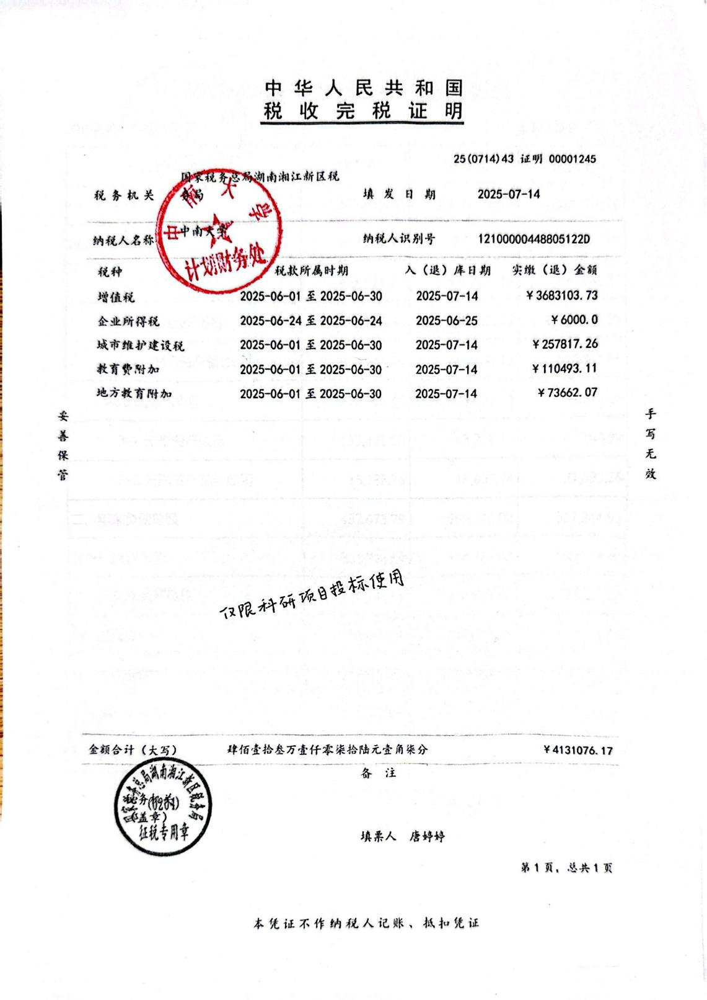 中华人民共和国
税收完税证明
25(0714)43 证明 00001245
税务机关 国家税务总局湖南湘江新区税务局 填发日期 2025-07-14
纳税人名称 中南大学 纳税人识别号 12100000448805122D
中南大学
计划财务处
税种 税款所属时期 入（退）库日期 实缴（退）金额
增值税 2025-06-01 至 2025-06-30 2025-07-14 ￥3683103.73
企业所得税 2025-06-24 至 2025-06-24 2025-06-25 ￥6000.0
城市维护建设税 2025-06-01 至 2025-06-30 2025-07-14 ￥257817.26
教育费附加 2025-06-01 至 2025-06-30 2025-07-14 ￥110493.11
地方教育附加 2025-06-01 至 2025-06-30 2025-07-14 ￥73662.07
妥善保管
手写无效
仅限科研项目投标使用
金额合计（大写） 肆佰壹拾叁万壹仟零柒拾陆元壹角柒分 ￥4131076.17
备注
国家税务总局湖南湘江新区税务局
税务
盖章）
征税专用章
填票人 唐婷婷
第1页，总共1页
本凭证不作纳税人记账、抵扣凭证